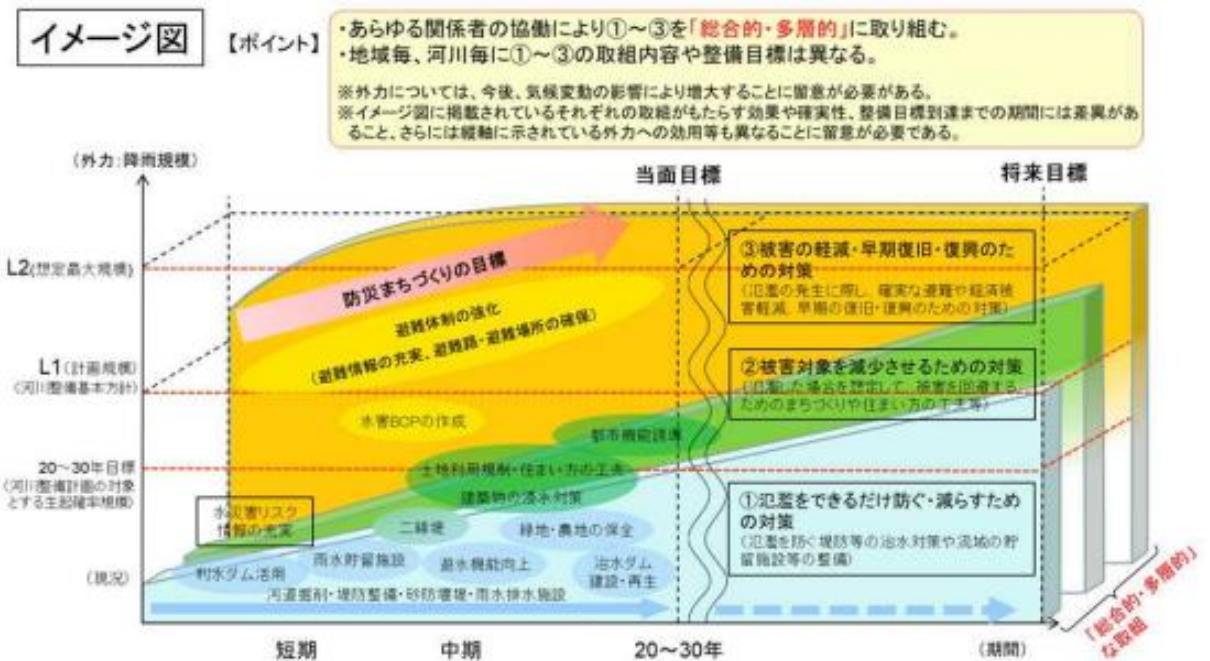 イメージ図
【ポイント】
・あらゆる関係者の協働により①～③を「総合的・多層的」に取り組む。
・地域毎、河川毎に①～③の取組内容や整備目標は異なる。
※外力については、今後、気候変動の影響により増大することに留意が必要がある。
※イメージ図に掲載されているそれぞれの取組がもたらす効果や確実性、整備目標到達までの期間には差異があ
ること、さらには縦軸に示されている外力への効用等も異なることに留意が必要である。
(外力:降雨規模)
当面目標
将来目標
L2(想定最大規模)
防災まちづくりの目標
③被害の軽減・早期復旧・復興のた
めの対策
(氾濫の発生に際し、確実な避難や経済被
害軽減、早期の復旧・復興のための対策)
避難体制の強化
(避難情報の充実、避難路・避難場所の確保)
L1(計画規模)
(河川整備基本方針)
②被害対象を減少させるための対策
(氾濫した場合を想定して、被害を回避する
ためのまちづくりや住まい方の工夫等)
水害BCPの作成
都市機能誘導
20～30年目標
(河川整備計画の対象
とする生起確率規模)
土地利用規制・住まい方の工夫
建築物の浸水対策
水災害リスク
情報の充実
二線堤
緑地・農地の保全
①氾濫をできるだけ防ぐ・減らすため
の対策
(氾濫を防ぐ堤防等の治水対策や流域の貯
留施設等の整備)
(現況)
利水ダム活用
雨水貯留施設
遊水機能向上
治水ダム
建設・再生
河道掘削・堤防整備・砂防堰堤・雨水排水施設
「総合的・多層的」
な取組
短期
中期
20～30年
(期間)